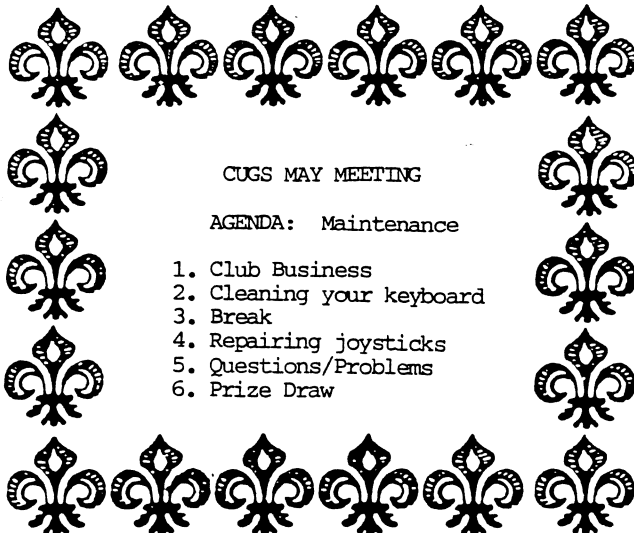 CUGS MAY MEETING
AGENDA: Maintenance
1. Club Business
2. Cleaning your keyboard
3. Break
4. Repairing joysticks
5. Questions/Problems
6. Prize Draw